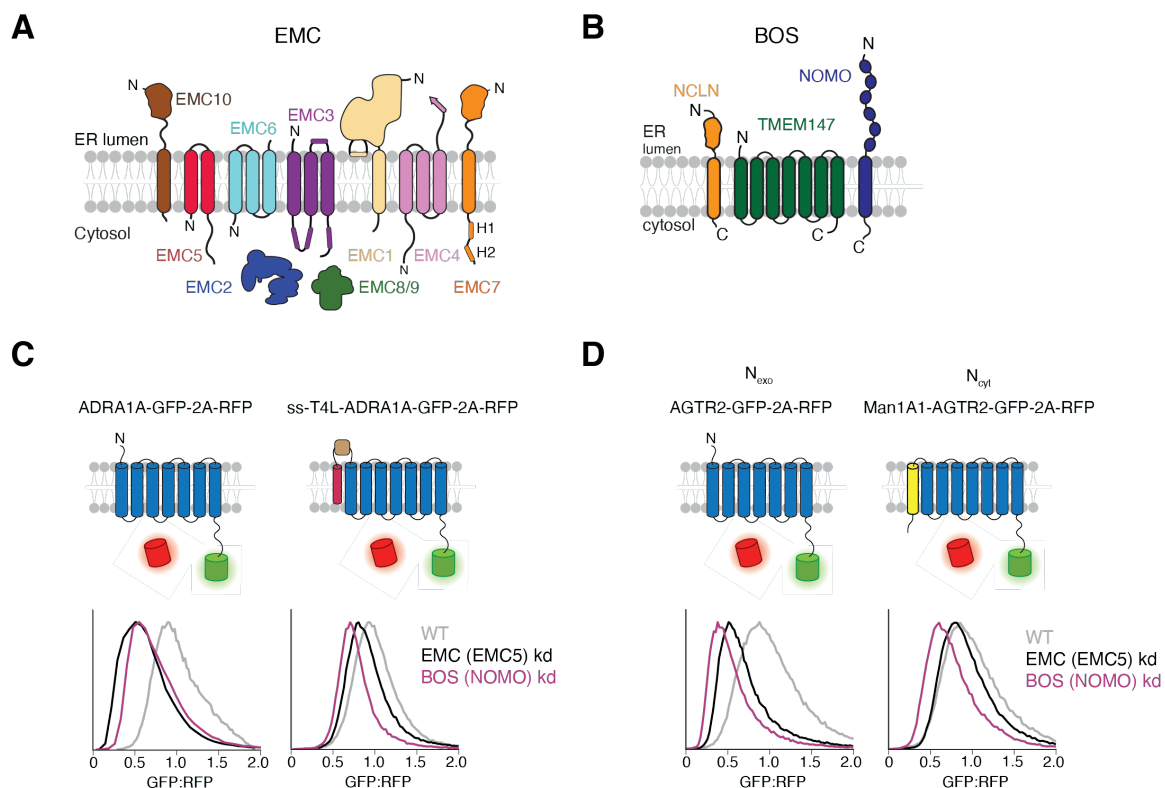 A
EMC
N
EMC10
EMC6
N
EMC3
N
N
ER lumen
Cytosol
N
EMC5
N
EMC2
EMC8/9
EMC1
N
EMC4
H1
H2
EMC7
B
BOS
N
NOMO
NCLN
N
TMEM147
N
ER
lumen
cytosol
C
C
C
C
ADRA1A-GFP-2A-RFP
ss-T4L-ADRA1A-GFP-2A-RFP
N
0 0.5 1.0 1.5 2.0
GFP:RFP
0 0.5 1.0 1.5 2.0
GFP:RFP
WT
EMC (EMC5) kd
BOS (NOMO) kd
D
Nexo
Ncyt
AGTR2-GFP-2A-RFP
Man1A1-AGTR2-GFP-2A-RFP
N
0 0.5 1.0 1.5 2.0
GFP:RFP
0 0.5 1.0 1.5 2.0
GFP:RFP
WT
EMC (EMC5) kd
BOS (NOMO) kd